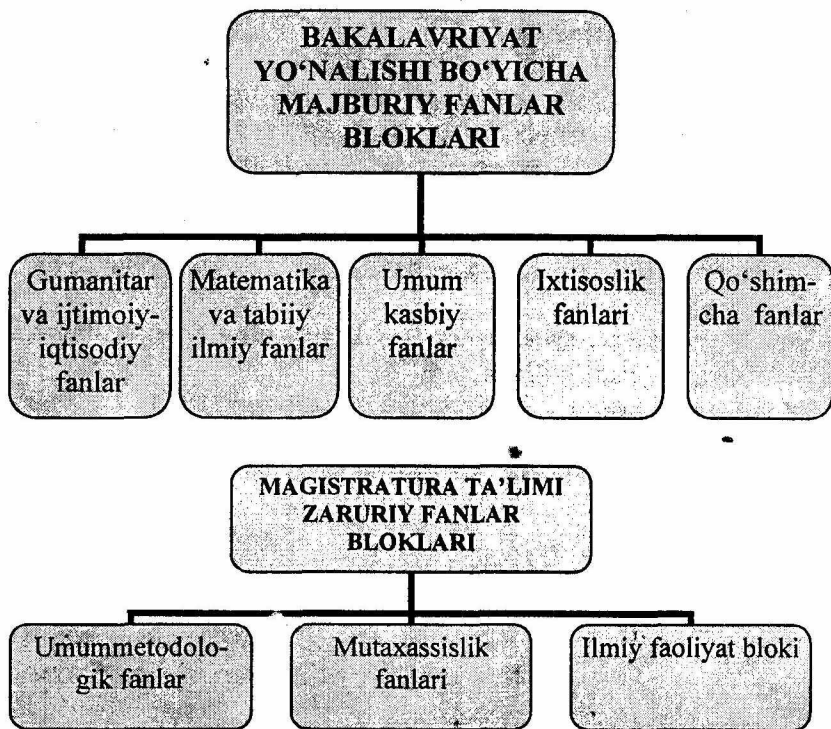 BAKALAVRIYAT
YO‘NALISHI BO‘YICHA
MAJBURIY FANLAR
BLOKLARI
Gumanitar
va ijtimoiy-
iqtisodiy
fanlar
Matematika
va tabiiy
ilmiy fanlar
Umum
kasbiy
fanlar
Ixtisoslik
fanlari
Qo‘shim-
cha fanlar
MAGISTRATURA TA’LIMI
ZARURIY FANLAR
BLOKLARI
Umummetodolo-
gik fanlar
Mutaxassislik
fanlari
Ilmiy faoliyat bloki